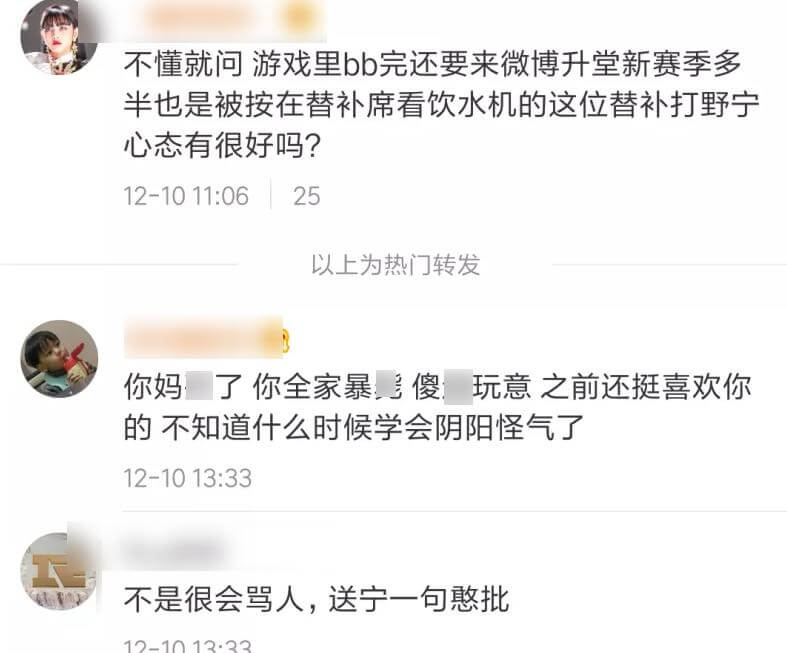 不懂就问 游戏里bb完还要来微博升堂新赛季多
半也是被按在替补席看饮水机的这位替补打野宁
心态有很好吗?
12-10 11:06 25
以上为热门转发
你妈 了 你全家暴 傻 玩意 之前还挺喜欢你
的 不知道什么时候学会阴阳怪气了
12-10 13:33
不是很会骂人,送宁一句憨批
12-10 13:33